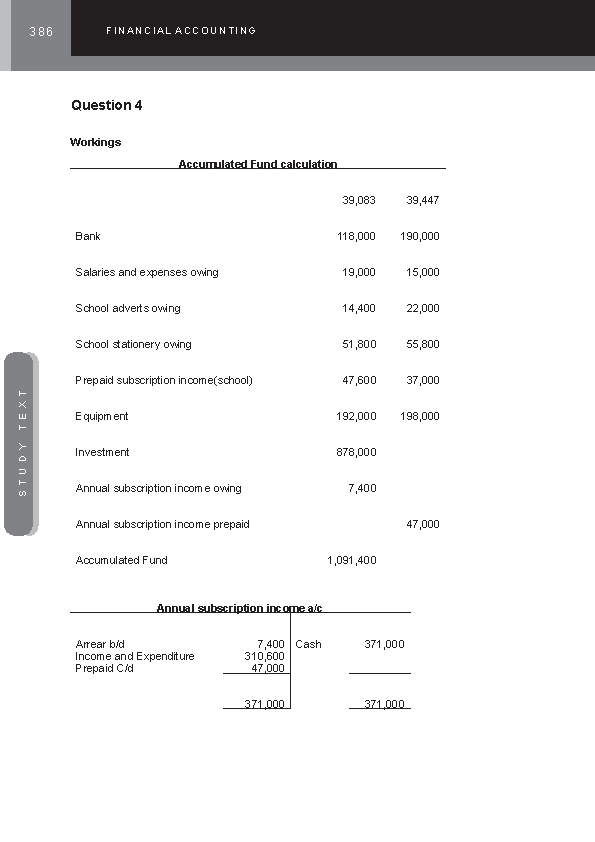 386
FINANCIAL ACCOUNTING
Question 4
Workings
Accumulated Fund calculation
39,083 39,447
Bank 118,000 190,000
Salaries and expenses owing 19,000 15,000
School adverts owing 14,400 22,000
School stationery owing 51,800 55,800
Prepaid subscription income(school) 47,600 37,000
Equipment 192,000 198,000
Investment 878,000
Annual subscription income owing 7,400
Annual subscription income prepaid 47,000
Accumulated Fund 1,091,400
Annual subscription income a/c
Arrear b/d 7,400 Cash 371,000
Income and Expenditure 310,600
Prepaid C/d 47,000
371,000 371,000
STUDY TEXT